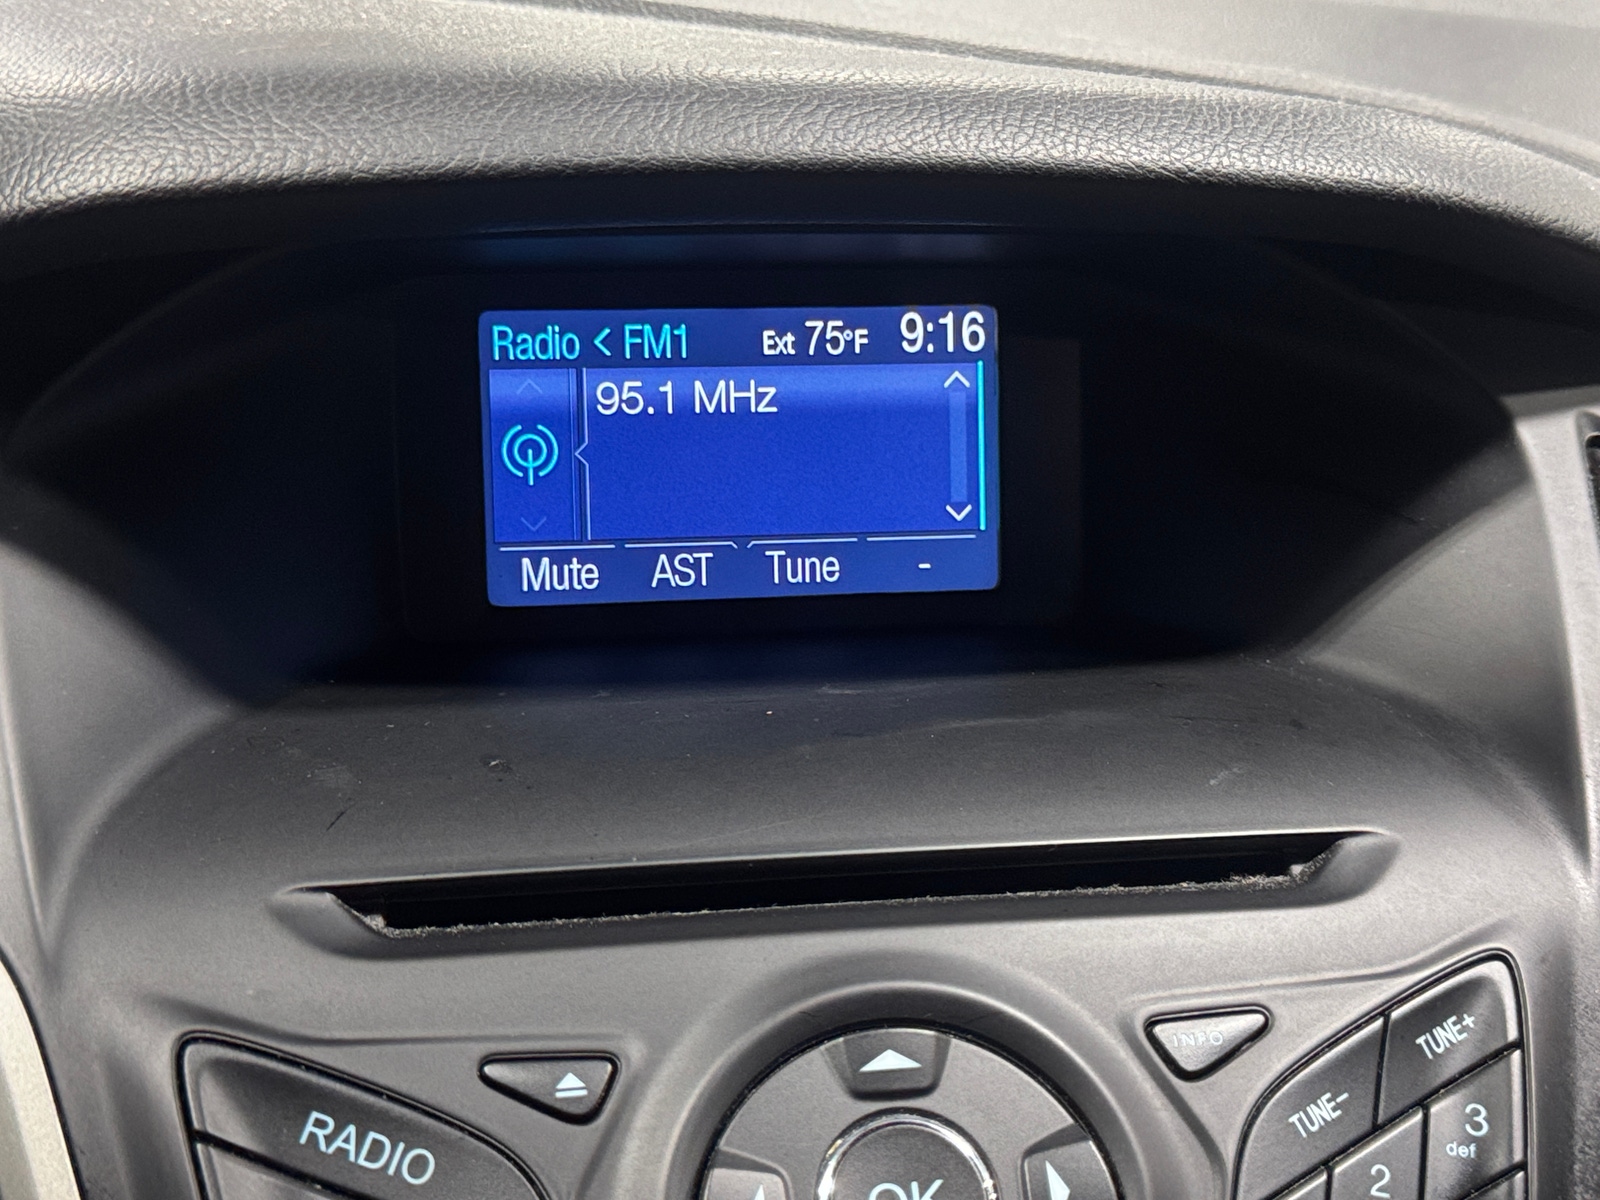 Radio < FM1 Ext 75°F 9:16
95.1 MHz
Mute AST Tune -
INFO
TUNE- TUNE+
RADIO
2
3
def
OK